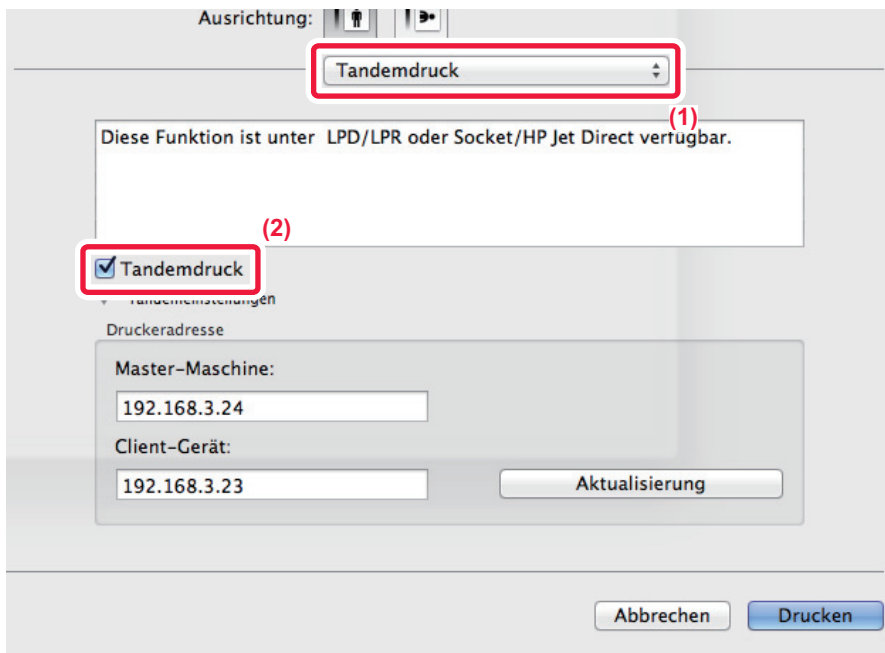 Ausrichtung:
Tandemdruck
(1)
Diese Funktion ist unter LPD/LPR oder Socket/HP Jet Direct verfügbar.
(2)
Tandemdruck
Tandemeinstellungen
Druckeradresse
Master-Maschine:
192.168.3.24
Client-Gerät:
192.168.3.23
Aktualisierung
Abbrechen
Drucken